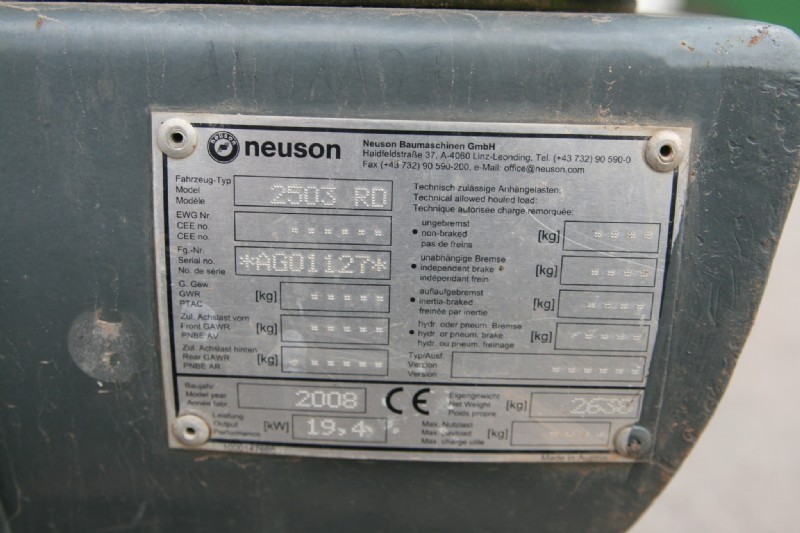 NEUSON neuson
Neuson Baumaschinen GmbH
Haidfeldstraße 37, A-4060 Linz-Leonding, Tel. (+43 732) 90 590-0
Fax (+43 732) 90 590-200, e-Mail: office@neuson.com
Fahrzeug-Typ
Model
Modéle
2503 RD
EWG Nr.
CEE no.
CEE no.
******
Fg.-Nr.
Serial no.
No. de série
*AG01127*
G. Gew
GWR
PTAC
[kg] *****
Zul. Achslast vorn
Front GAWR
PNBE AV
[kg] *****
Zul. Achslast hinten
Rear GAWR
PNBE AR
[kg] *****
Technisch zulässige Anhängelasten:
Technical allowed houled load:
Technique autorisée charge remorquée:
ungebremst
• non-braked
pas de freins
[kg] ****
unabhängige Bremse
• independent brake
indépendant frein
[kg] ****
auflaufgebremst
• inertia-braked
freinée par inertie
[kg] ****
hydr. oder pneum. Bremse
• hydr. or pneum. brake
hydr. ou pneum. freinage
[kg] ****
Typ/Ausf.
Version
Version
******
Baujahr
Model year
Année fabr.
2008
CE
Eigengewicht
Net Weight
Poids propre
[kg] 2638
Leistung
Output
Performance
[kW] 19,4
Max. Nutzlast
Max. payload
Max. charge utile
[kg]
Made in Austria